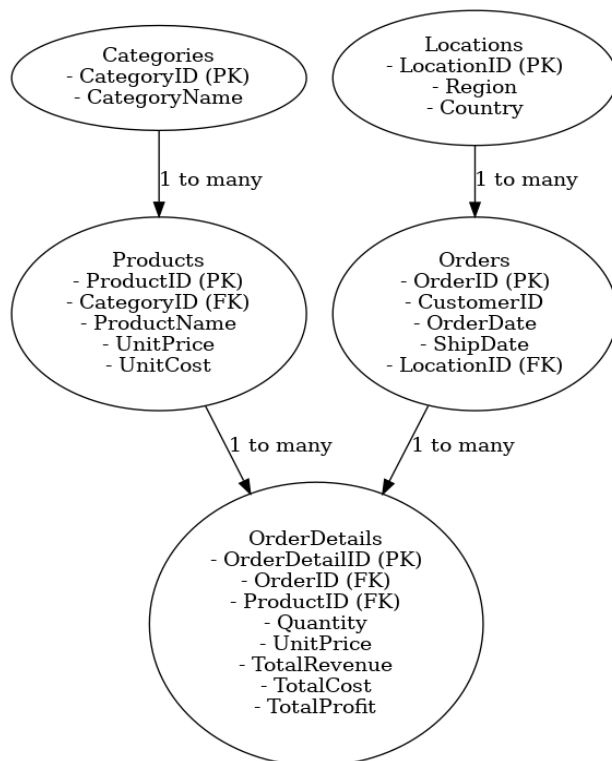 Categories
- CategoryID (PK)
- CategoryName
Locations
- LocationID (PK)
- Region
- Country
1 to many
1 to many
Products
- ProductID (PK)
- CategoryID (FK)
- ProductName
- UnitPrice
- UnitCost
Orders
- OrderID (PK)
- CustomerID
- OrderDate
- ShipDate
- LocationID (FK)
1 to many
1 to many
OrderDetails
- OrderDetailID (PK)
- OrderID (FK)
- ProductID (FK)
- Quantity
- UnitPrice
- TotalRevenue
- TotalCost
- TotalProfit